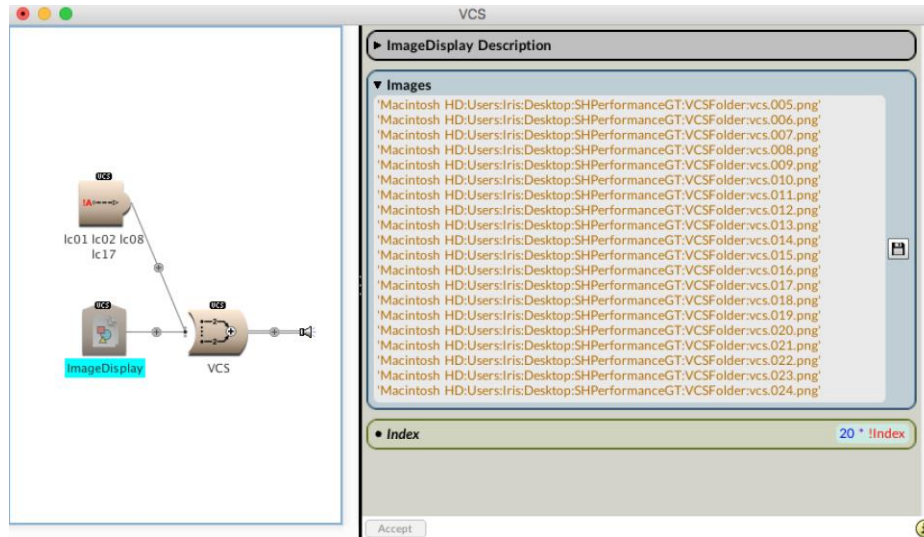 VCS
VCS
!A
lc01 lc02 lc08
lc17
VCS
ImageDisplay
VCS
VCS
ImageDisplay Description
Images
'Macintosh HD:Users:Iris:Desktop:SHPerformanceGT:VCSFolder:vcs.005.png'
'Macintosh HD:Users:Iris:Desktop:SHPerformanceGT:VCSFolder:vcs.006.png'
'Macintosh HD:Users:Iris:Desktop:SHPerformanceGT:VCSFolder:vcs.007.png'
'Macintosh HD:Users:Iris:Desktop:SHPerformanceGT:VCSFolder:vcs.008.png'
'Macintosh HD:Users:Iris:Desktop:SHPerformanceGT:VCSFolder:vcs.009.png'
'Macintosh HD:Users:Iris:Desktop:SHPerformanceGT:VCSFolder:vcs.010.png'
'Macintosh HD:Users:Iris:Desktop:SHPerformanceGT:VCSFolder:vcs.011.png'
'Macintosh HD:Users:Iris:Desktop:SHPerformanceGT:VCSFolder:vcs.012.png'
'Macintosh HD:Users:Iris:Desktop:SHPerformanceGT:VCSFolder:vcs.013.png'
'Macintosh HD:Users:Iris:Desktop:SHPerformanceGT:VCSFolder:vcs.014.png'
'Macintosh HD:Users:Iris:Desktop:SHPerformanceGT:VCSFolder:vcs.015.png'
'Macintosh HD:Users:Iris:Desktop:SHPerformanceGT:VCSFolder:vcs.016.png'
'Macintosh HD:Users:Iris:Desktop:SHPerformanceGT:VCSFolder:vcs.017.png'
'Macintosh HD:Users:Iris:Desktop:SHPerformanceGT:VCSFolder:vcs.018.png'
'Macintosh HD:Users:Iris:Desktop:SHPerformanceGT:VCSFolder:vcs.019.png'
'Macintosh HD:Users:Iris:Desktop:SHPerformanceGT:VCSFolder:vcs.020.png'
'Macintosh HD:Users:Iris:Desktop:SHPerformanceGT:VCSFolder:vcs.021.png'
'Macintosh HD:Users:Iris:Desktop:SHPerformanceGT:VCSFolder:vcs.022.png'
'Macintosh HD:Users:Iris:Desktop:SHPerformanceGT:VCSFolder:vcs.023.png'
'Macintosh HD:Users:Iris:Desktop:SHPerformanceGT:VCSFolder:vcs.024.png'
Index 20 * !Index
Accept